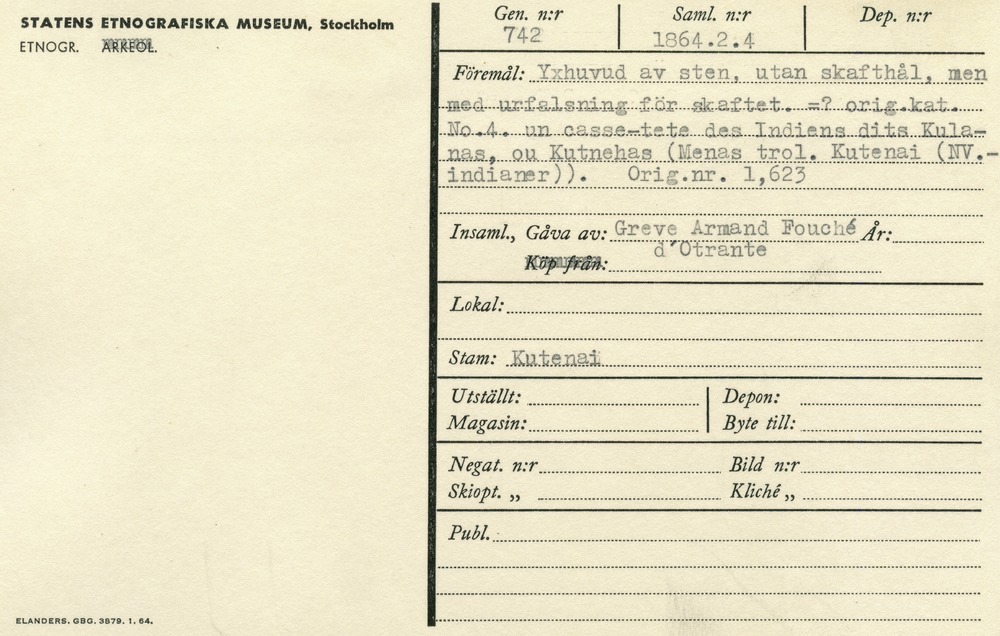 STATENS ETNOGRAFISKA MUSEUM, Stockholm
ETNOGR. ARKEOL.
Gen. n:r Saml. n:r Dep. n:r
742 1864.2.4
Föremål: Yxhuvud av sten, utan skafthål, men
med urfalsning för skaftet. =? orig.kat.
No.4. un casse-tete des Indiens dits Kula-
nas, ou Kutnehas (Menas trol. Kutenai (NV.-
indianer)). Orig.nr. 1,623
Insaml., Gåva av: Greve Armand Fouché År:
d'Otrante
Köp från:
Lokal:
Stam: Kutenai
Utställt: Depon:
Magasin: Byte till:
Negat. n:r Bild n:r
Skiopt. „ Kliché „
Publ.
ELANDERS. GBG. 3879. 1. 64.